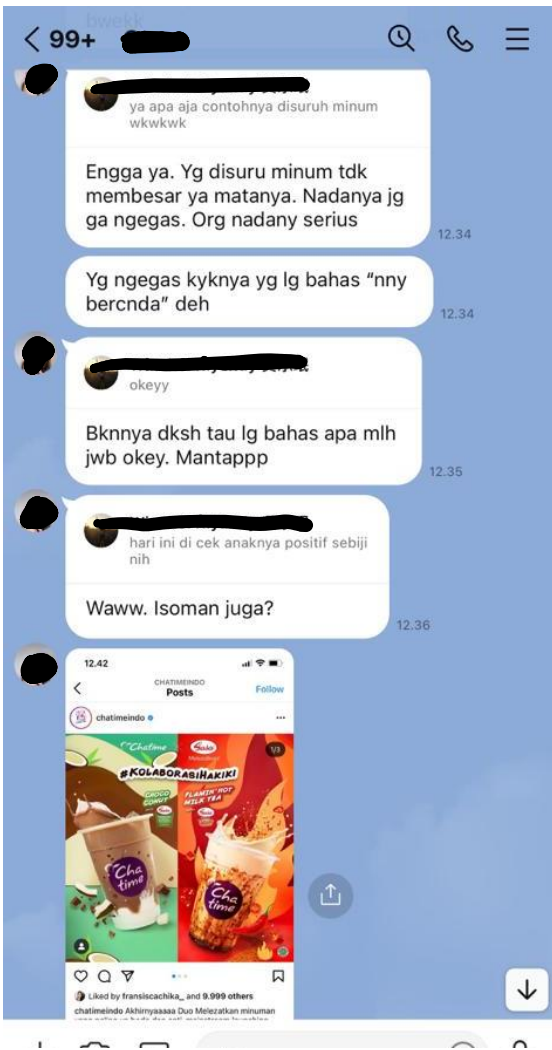 bwekk
99+
ya apa aja contohnya disuruh minum
wkwkwk
Engga ya. Yg disuru minum tdk
membesar ya matanya. Nadanya jg
ga ngegas. Org nadany serius
12.34
Yg ngegas kyknya yg lg bahas “nny
bercnda” deh
12.34
okeyy
Bknnya dksh tau lg bahas apa mlh
jwb okey. Mantappp
12.35
hari ini di cek anaknya positif sebiji
nih
Waww. Isoman juga?
12.36
12.42
CHATIMEINDO
Posts
Follow
chatimeindo
Chatime
Sasa
1/3
#KOLABORASIHAKIKI
CHOCO
CONUT
FLAMIN' HOT
MILK TEA
Cha
time
Cha
time
Liked by fransiscachika_ and 9.999 others
chatimeindo Akhirnyaaaaa Duo Melezatkan minuman